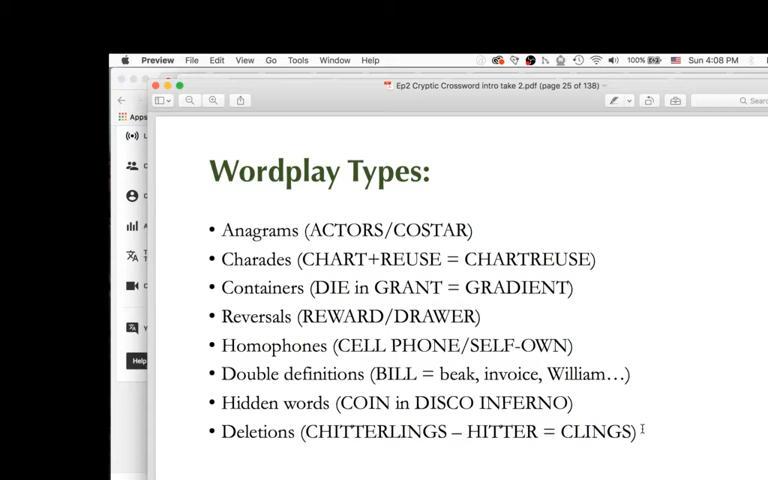 Preview File Edit View Go Tools Window Help 100% Sun 4:08 PM
Ep2 Cryptic Crossword intro take 2.pdf (page 25 of 138)
Apps
Wordplay Types:
• Anagrams (ACTORS/COSTAR)
• Charades (CHART+REUSE = CHARTREUSE)
• Containers (DIE in GRANT = GRADIENT)
• Reversals (REWARD/DRAWER)
• Homophones (CELL PHONE/SELF-OWN)
• Double definitions (BILL = beak, invoice, William…)
• Hidden words (COIN in DISCO INFERNO)
• Deletions (CHITTERLINGS – HITTER = CLINGS)
Help